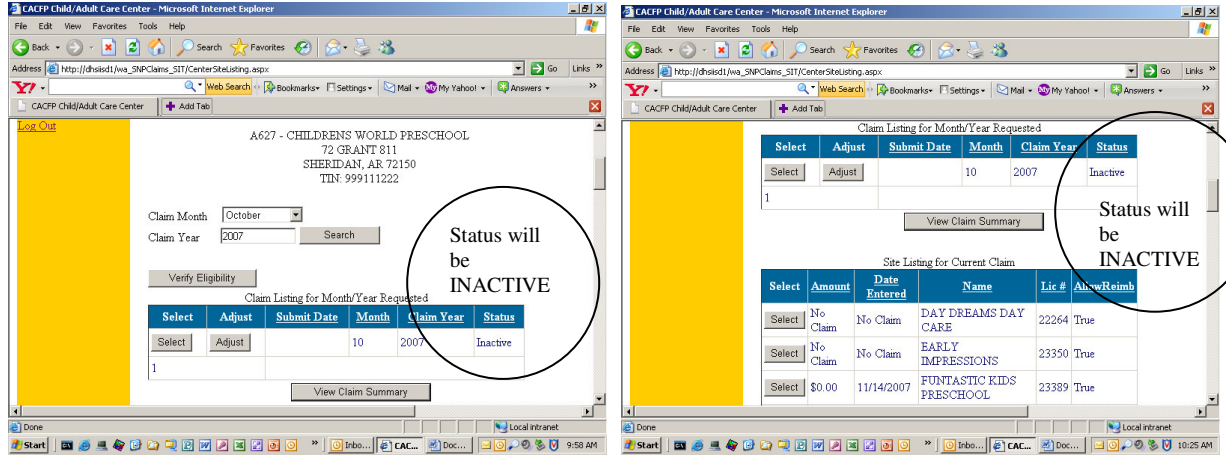 CACFP Child/Adult Care Center - Microsoft Internet Explorer
File Edit View Favorites Tools Help
Back Search Favorites
Address http://dhsisd1/wa_SNPClaims_SIT/CenterSiteListing.aspx Go Links »
Y7 Web Search Bookmarks Settings Mail My Yahoo! Answers »
CACFP Child/Adult Care Center Add Tab
Log Out
A627 - CHILDRENS WORLD PRESCHOOL
72 GRANT 811
SHERIDAN, AR 72150
TIN: 999111222
Claim Month October
Claim Year 2007 Search
Verify Eligibility
Claim Listing for Month/Year Requested
Select Adjust Submit Date Month Claim Year Status
Select Adjust 10 2007 Inactive
1
View Claim Summary
Status will
be
INACTIVE
Done Local intranet
Start » Inbo... CAC... Doc... 9:58 AM
CACFP Child/Adult Care Center - Microsoft Internet Explorer
File Edit View Favorites Tools Help
Back Search Favorites
Address http://dhsisd1/wa_SNPClaims_SIT/CenterSiteListing.aspx Go Links »
Y7 Web Search Bookmarks Settings Mail My Yahoo! Answers »
CACFP Child/Adult Care Center Add Tab
Claim Listing for Month/Year Requested
Select Adjust Submit Date Month Claim Year Status
Select Adjust 10 2007 Inactive
1
View Claim Summary
Status will
be
INACTIVE
Site Listing for Current Claim
Select Amount Date Entered Name Lic # AllowReimb
Select No Claim No Claim DAY DREAMS DAY CARE 22264 True
Select No Claim No Claim EARLY IMPRESSIONS 23350 True
Select $0.00 11/14/2007 FUNTASTIC KIDS PRESCHOOL 23389 True
Done Local intranet
Start » Inbo... CAC... Doc... 10:25 AM